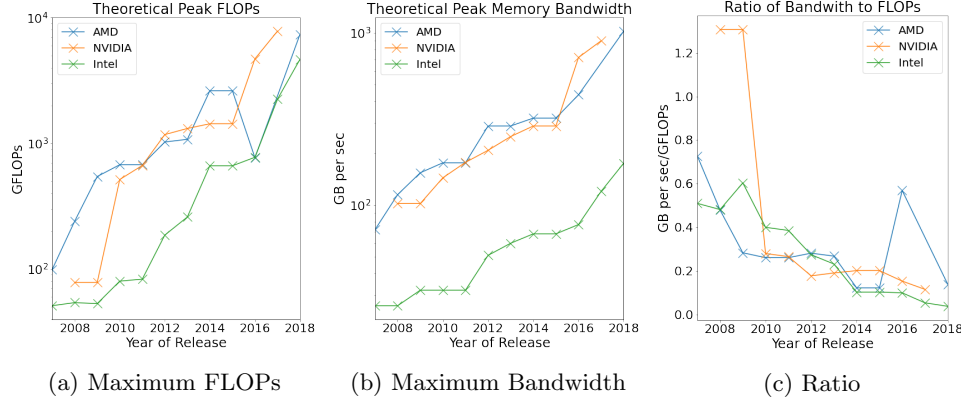 Theoretical Peak FLOPs
10^4
AMD
NVIDIA
Intel
10^3
10^2
GFLOPs
2008 2010 2012 2014 2016 2018
Year of Release
(a) Maximum FLOPs
Theoretical Peak Memory Bandwidth
10^3
AMD
NVIDIA
Intel
10^2
GB per sec
2008 2010 2012 2014 2016 2018
Year of Release
(b) Maximum Bandwidth
Ratio of Bandwith to FLOPs
AMD
NVIDIA
Intel
1.2
1.0
0.8
0.6
0.4
0.2
0.0
GB per sec/GFLOPs
2008 2010 2012 2014 2016 2018
Year of Release
(c) Ratio